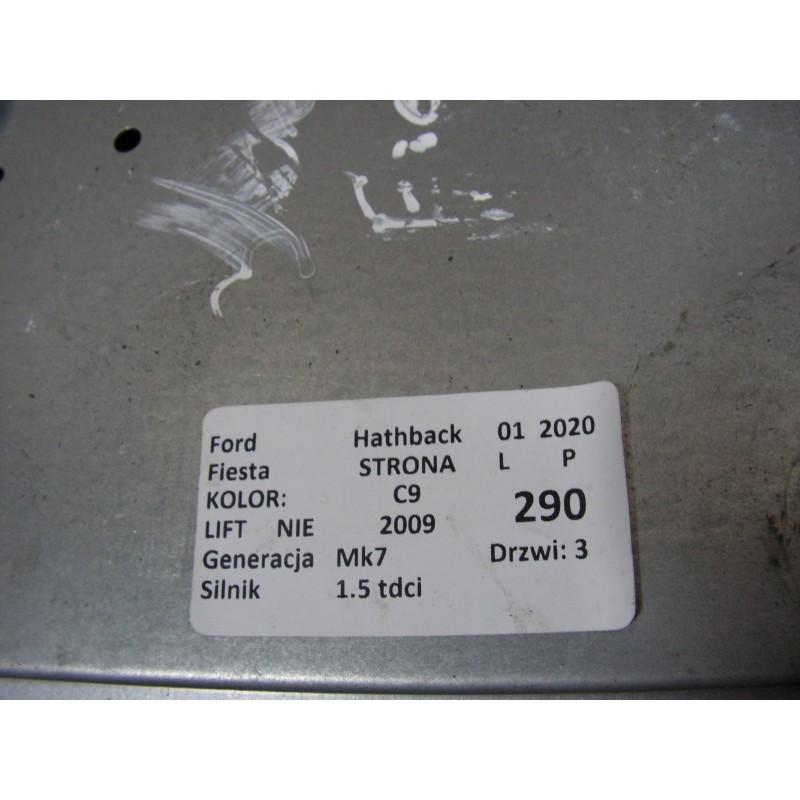 Ford Hathback 01 2020
Fiesta STRONA L P
KOLOR: C9 290
LIFT NIE 2009
Generacja Mk7 Drzwi: 3
Silnik 1.5 tdci